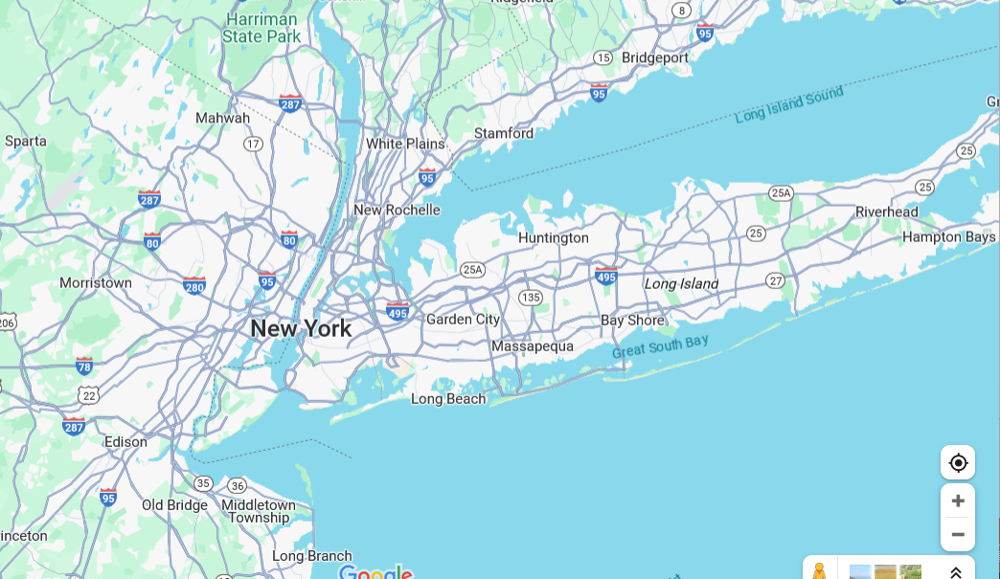 Harriman
State Park
8
95
15
Bridgeport
95
287
Long Island Sound
Mahwah
Stamford
Sparta
17
White Plains
25
95
25
25A
287
New Rochelle
Riverhead
80
80
Huntington
25
Hampton Bays
25A
Morristown
280
95
495
Long Island
27
135
495
206
New York
Garden City
Bay Shore
Massapequa
Great South Bay
78
22
Long Beach
287
Edison
35
36
95
Old Bridge
Middletown
Township
Long Branch
Google